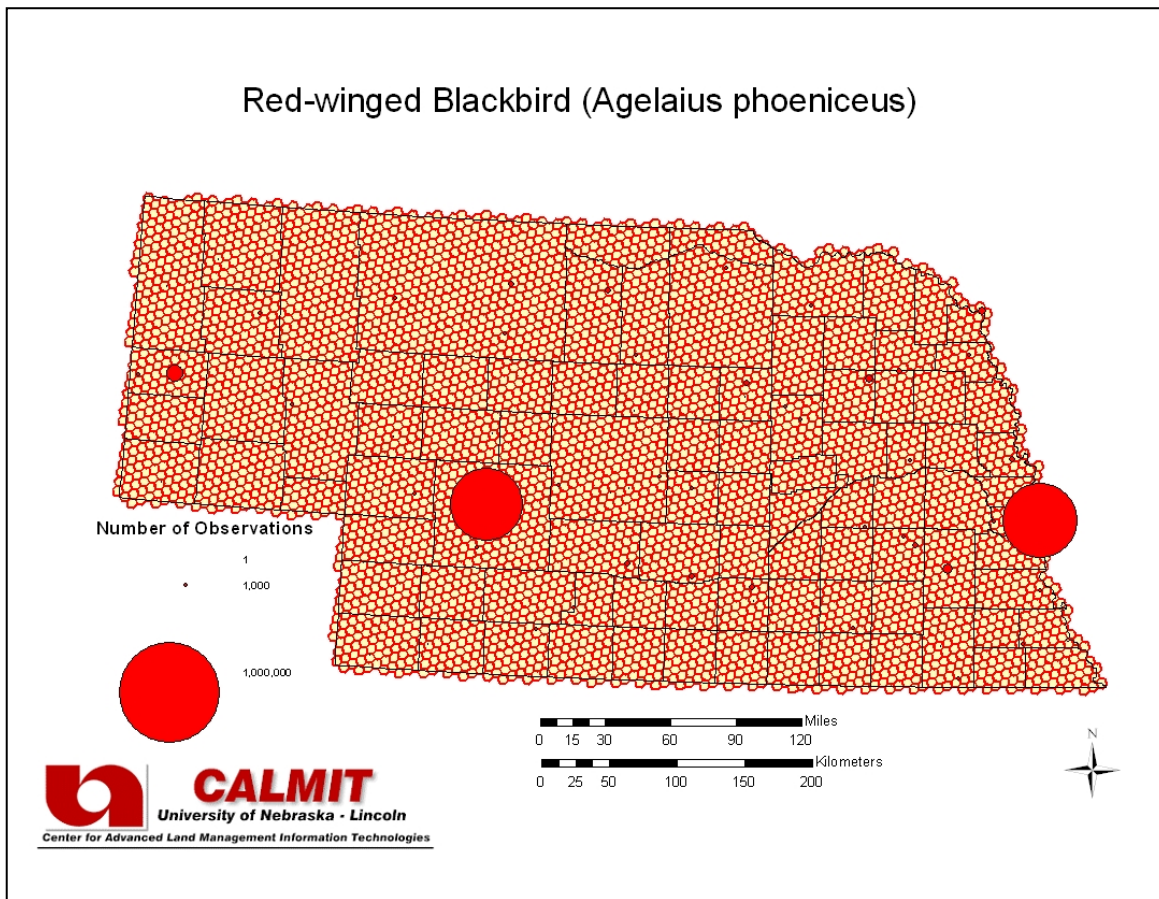 Red-winged Blackbird (Agelaius phoeniceus)
Number of Observations
1
1,000
1,000,000
Miles
0 15 30 60 90 120
Kilometers
0 25 50 100 150 200
N
CALMIT
University of Nebraska - Lincoln
Center for Advanced Land Management Information Technologies